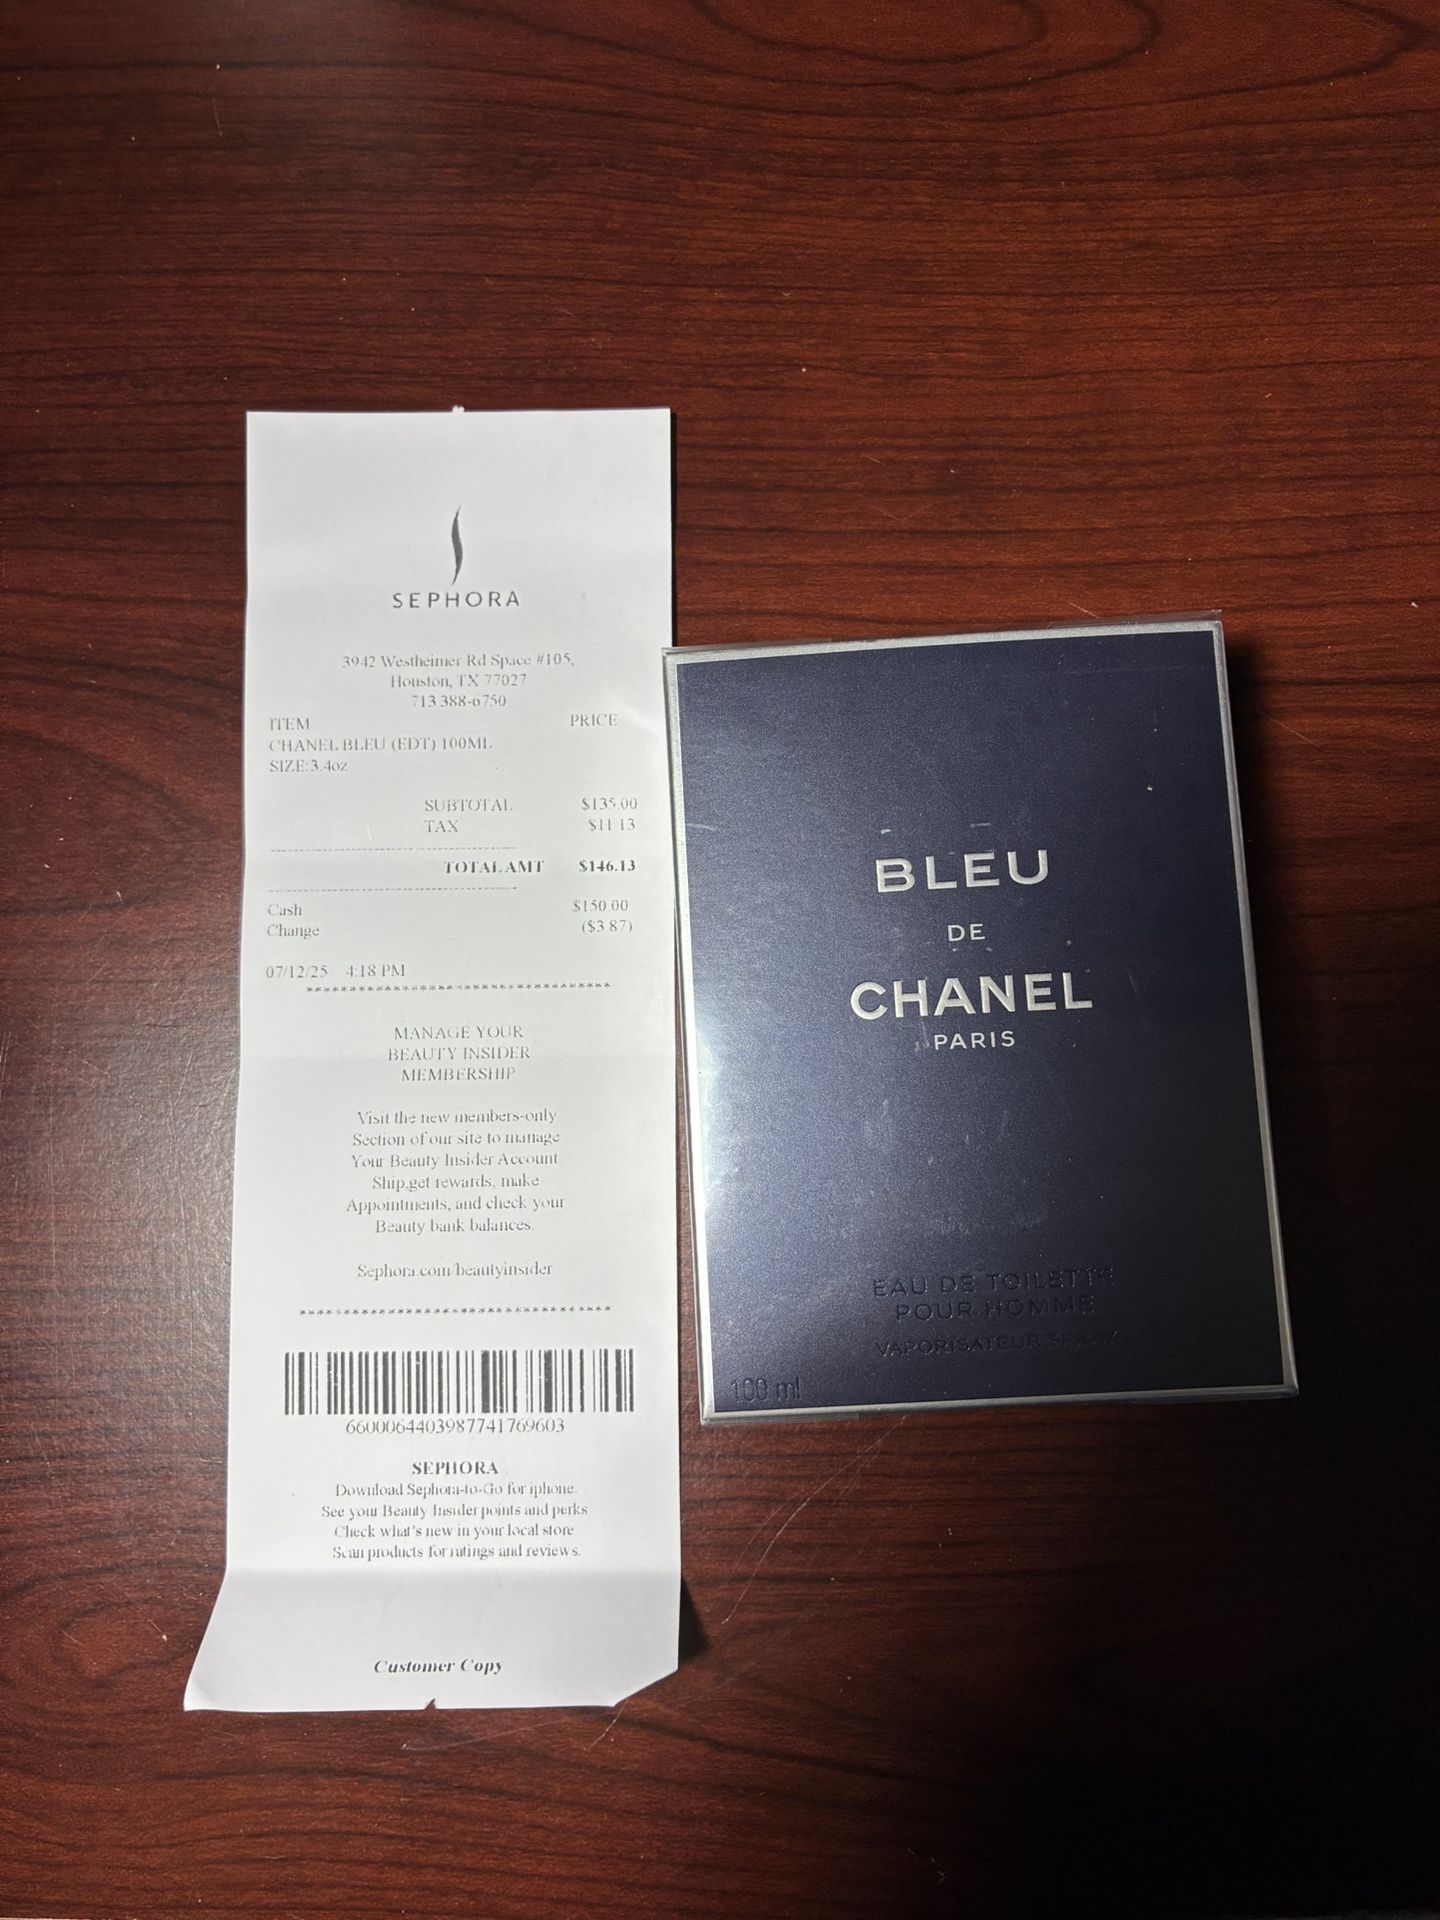 SEPHORA
3942 Westheimer Rd Space #105,
Houston, TX 77027
713 388-6750
ITEM PRICE
CHANEL BLEU (EDT) 100ML
SIZE:3.4oz
SUBTOTAL $135.00
TAX $11.13
TOTAL AMT $146.13
Cash $150.00
Change ($3.87)
07/12/25 4:18 PM
***********************************
MANAGE YOUR
BEAUTY INSIDER
MEMBERSHIP
Visit the new members-only
Section of our site to manage
Your Beauty Insider Account
Ship,get rewards, make
Appointments, and check your
Beauty bank balances.
Sephora.com/beautyinsider
***********************************
6600064403987741769603
SEPHORA
Download Sephora-to-Go for iphone.
See your Beauty Insider points and perks
Check what's new in your local store
Scan products for ratings and reviews.
Customer Copy
BLEU
DE
CHANEL
PARIS
EAU DE TOILETTE
POUR HOMME
VAPORISATEUR SPRAY
100 ml